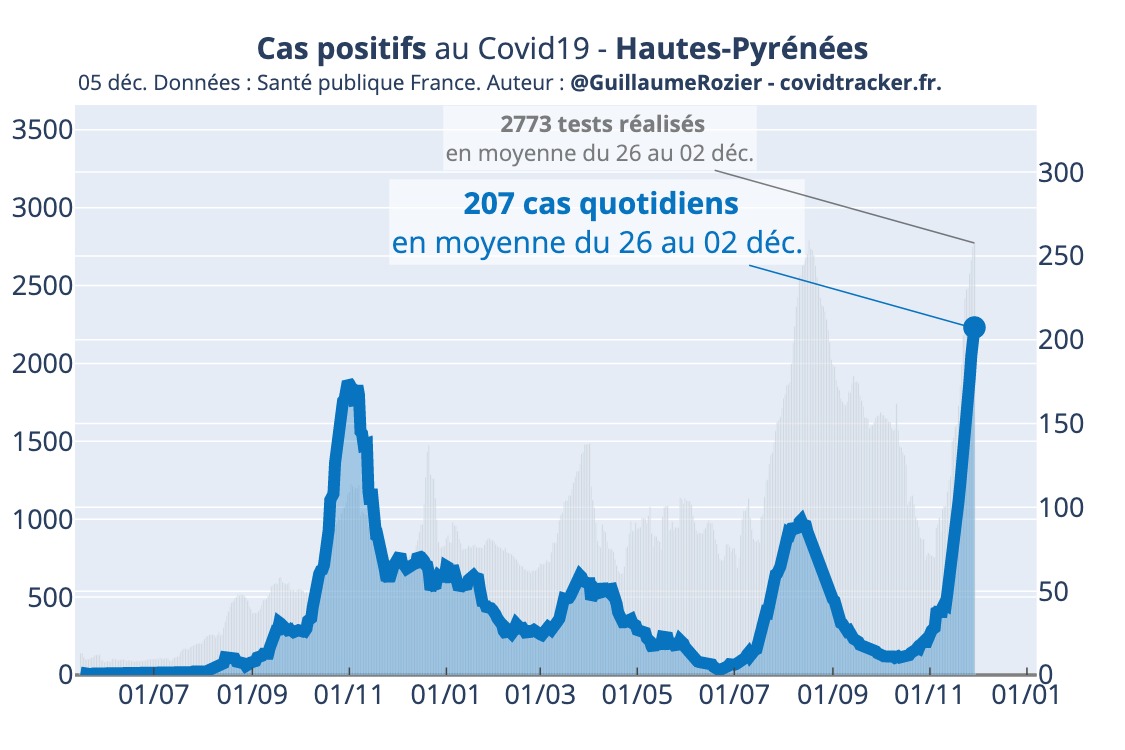 Cas positifs au Covid19 - Hautes-Pyrénées
05 déc. Données : Santé publique France. Auteur : @GuillaumeRozier - covidtracker.fr.
2773 tests réalisés
en moyenne du 26 au 02 déc.
207 cas quotidiens
en moyenne du 26 au 02 déc.
3500
3000
2500
2000
1500
1000
500
0
300
250
200
150
100
50
0
01/07 01/09 01/11 01/01 01/03 01/05 01/07 01/09 01/11 01/01